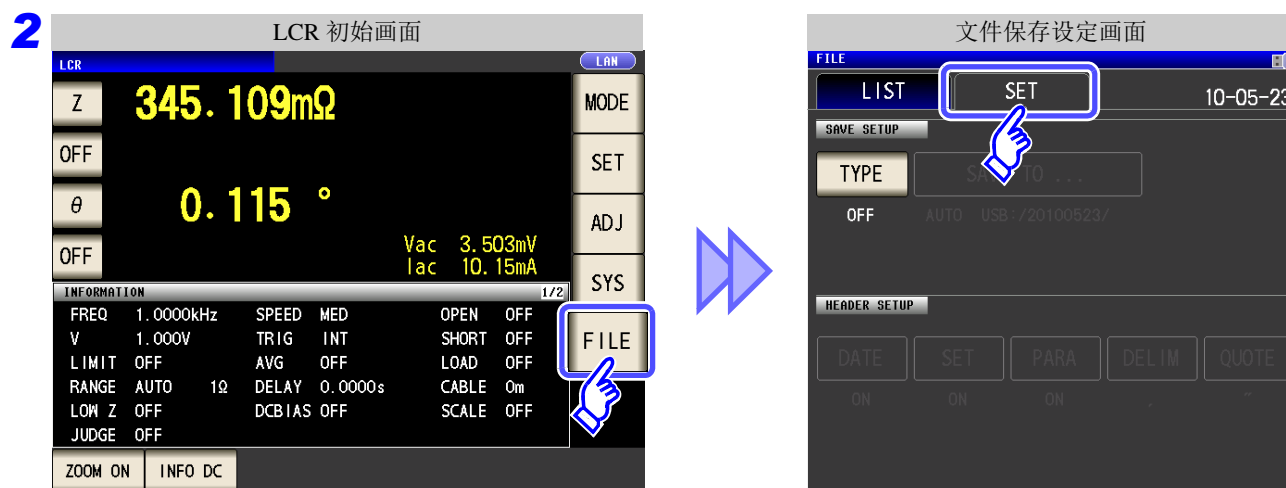 2
LCR 初始画面
LCR
LAN
Z
345.109mΩ
MODE
OFF
SET
θ
0.115 °
ADJ
OFF
Vac 3.503mV
Iac 10.15mA
SYS
INFORMATION 1/2
FREQ 1.0000kHz SPEED MED OPEN OFF
V 1.000V TRIG INT SHORT OFF
LIMIT OFF AVG OFF LOAD OFF
RANGE AUTO 1Ω DELAY 0.0000s CABLE 0m
LOW Z OFF DCBIAS OFF SCALE OFF
JUDGE OFF
FILE
ZOOM ON INFO DC
文件保存设定画面
FILE
LIST SET 10-05-23
SAVE SETUP
TYPE TO ...
OFF AUTO USB:/20100523/
HEADER SETUP
DATE SET PARA DELIM QUOTE
ON ON ON , "